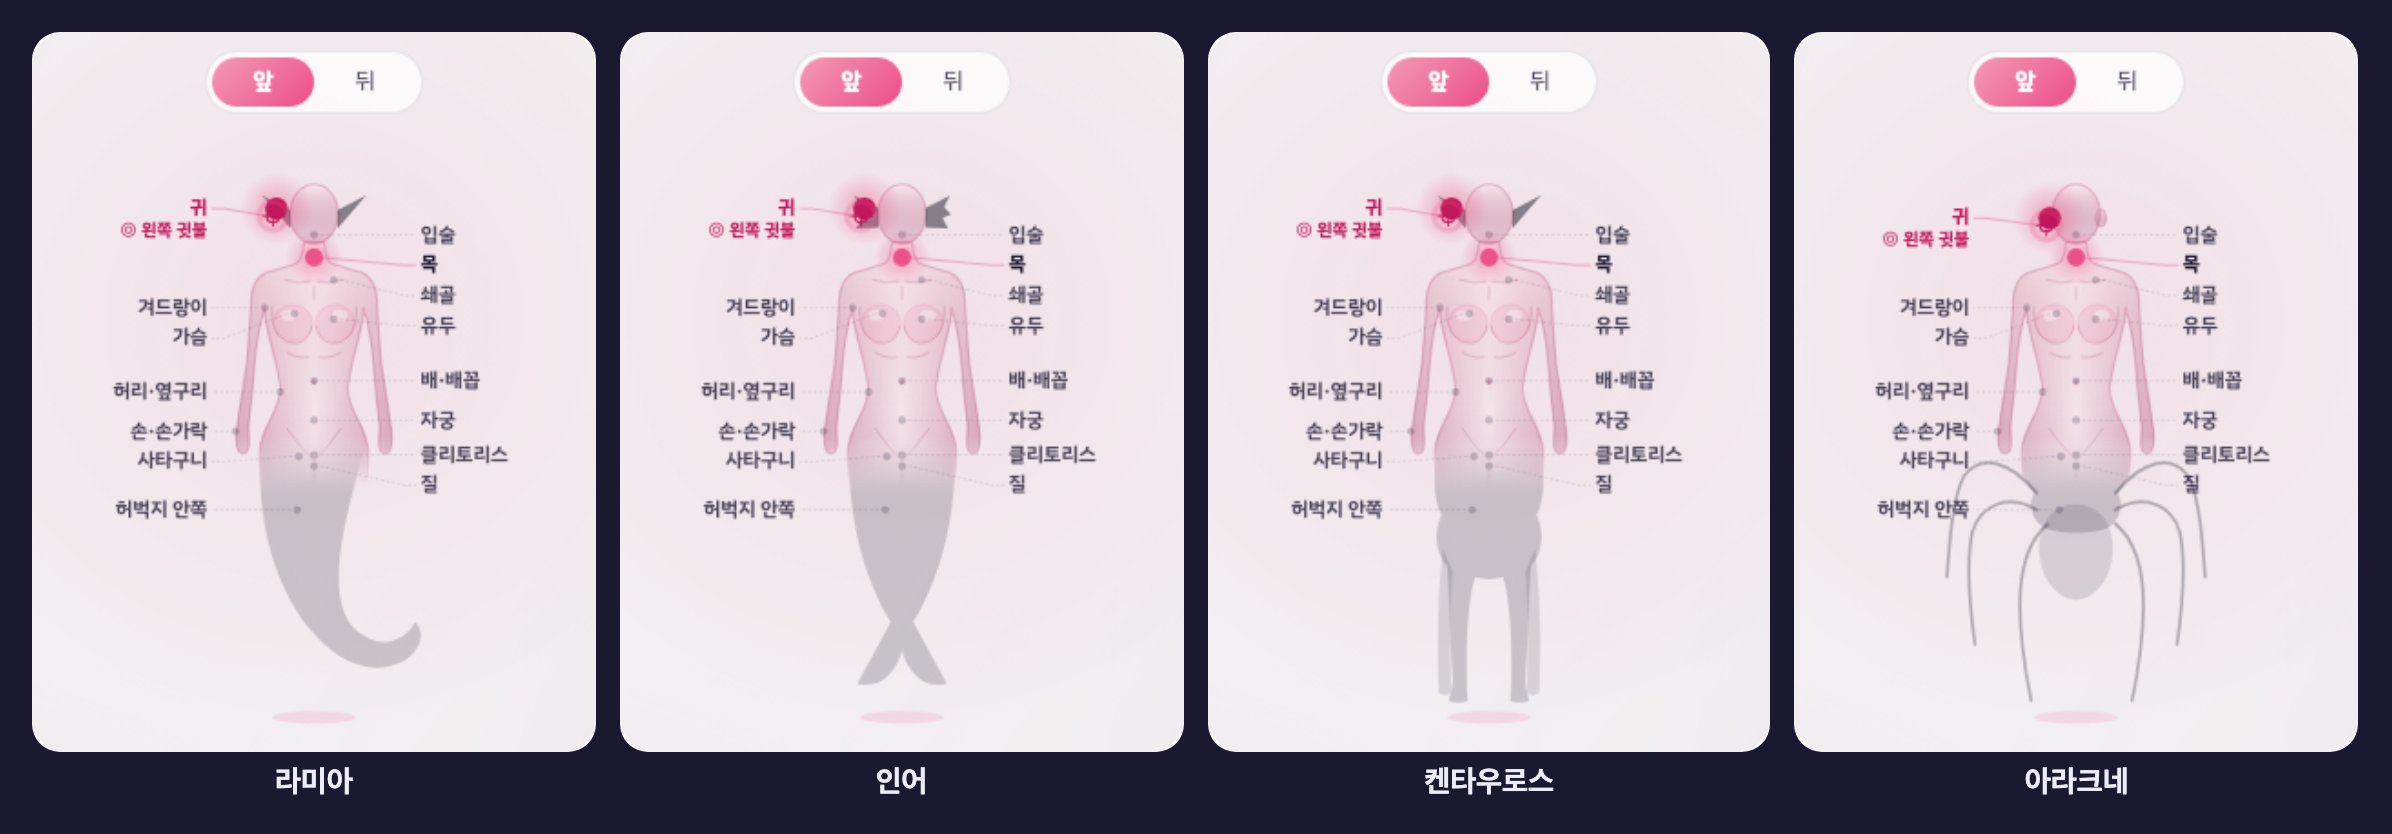 앞 뒤
귀
◎ 왼쪽 귓불
입술
목
쇄골
겨드랑이
유두
가슴
배·배꼽
허리·옆구리
자궁
손·손가락
클리토리스
사타구니
질
허벅지 안쪽
라미아
앞 뒤
귀
◎ 왼쪽 귓불
입술
목
쇄골
겨드랑이
유두
가슴
배·배꼽
허리·옆구리
자궁
손·손가락
클리토리스
사타구니
질
허벅지 안쪽
인어
앞 뒤
귀
◎ 왼쪽 귓불
입술
목
쇄골
겨드랑이
유두
가슴
배·배꼽
허리·옆구리
자궁
손·손가락
클리토리스
사타구니
질
허벅지 안쪽
켄타우로스
앞 뒤
귀
◎ 왼쪽 귓불
입술
목
쇄골
겨드랑이
유두
가슴
배·배꼽
허리·옆구리
자궁
손·손가락
클리토리스
사타구니
질
허벅지 안쪽
아라크네